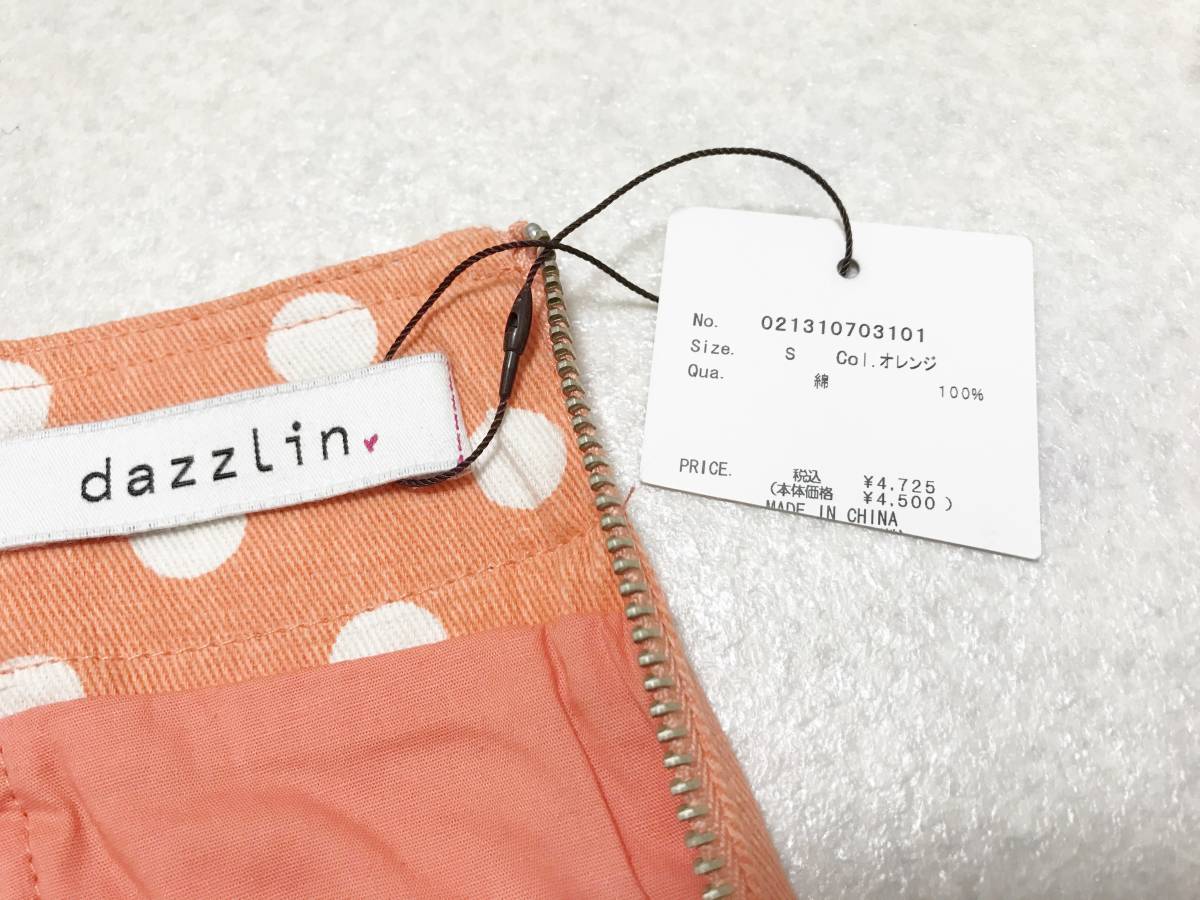 dazzlin
No. 021310703101
Size. S Col.オレンジ
Qua. 綿 100%
PRICE. 税込 ¥4,725
(本体価格 ¥4,500 )
MADE IN CHINA